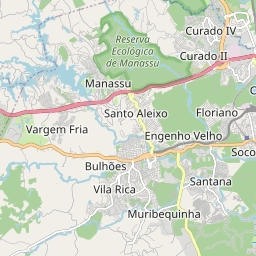 Curado IV
Reserva
Ecológica
de Manassu
Curado II
Manassu
Santo Aleixo
Floriano
Vargem Fria
Engenho Velho
Soco
Bulhões
Vila Rica
Santana
Muribequinha